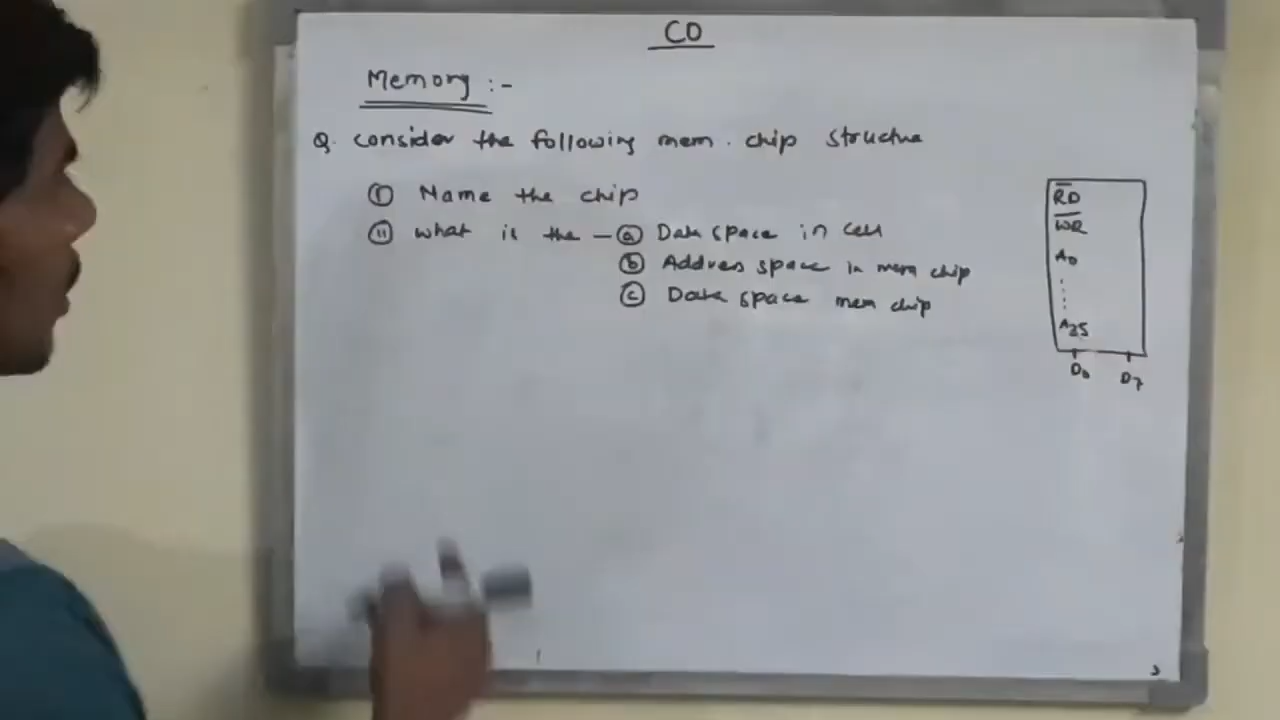 CO
Memory :-
Q. consider the following mem. chip structure
(i) Name the chip
(ii) what is the - (a) Data space in cell
(b) Address space in mem chip
(c) Data space mem chip
RD
WR
A0
A25
D0 D7